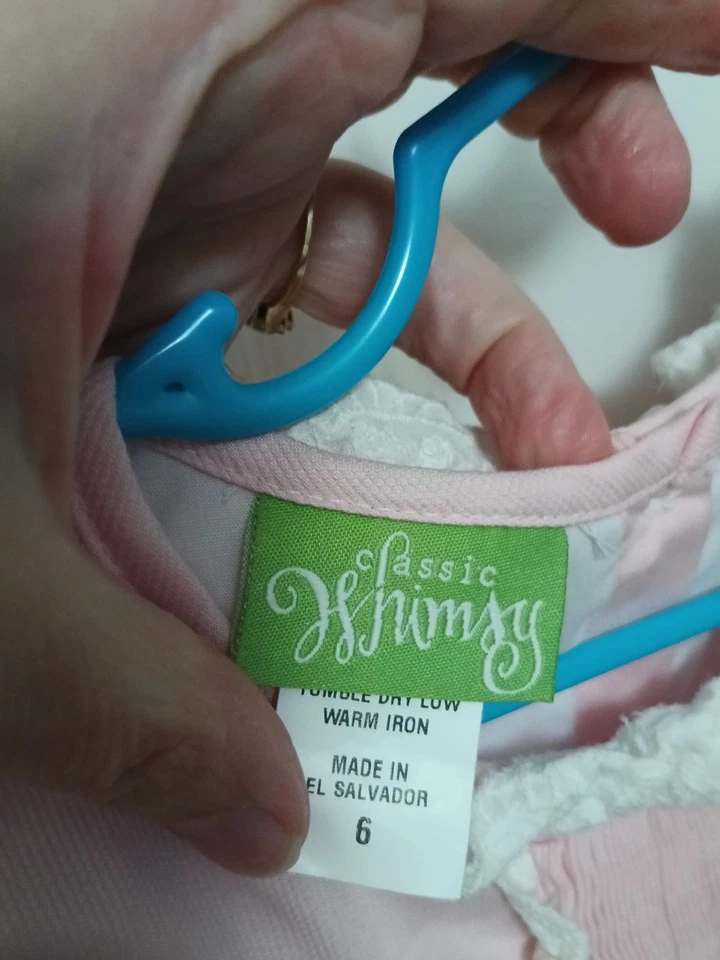 classic
Whimsy
TUMBLE DRY LOW
WARM IRON
MADE IN
EL SALVADOR
6